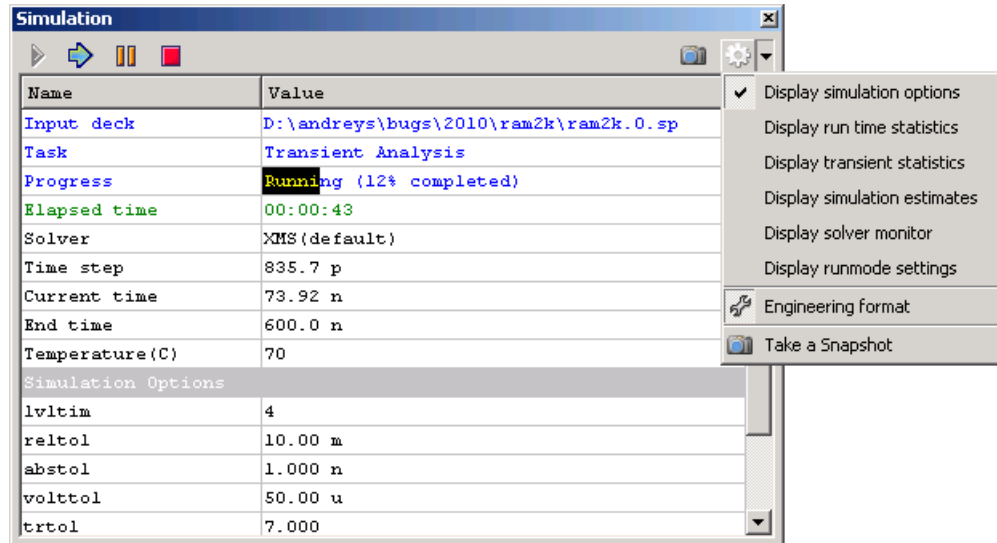 Simulation
Name Value
Input deck D:\andreys\bugs\2010\ram2k\ram2k.0.sp
Task Transient Analysis
Progress Running (12% completed)
Elapsed time 00:00:43
Solver XMS(default)
Time step 835.7 p
Current time 73.92 n
End time 600.0 n
Temperature(C) 70
Simulation Options
lvltim 4
reltol 10.00 m
abstol 1.000 n
volttol 50.00 u
trtol 7.000
Display simulation options
Display run time statistics
Display transient statistics
Display simulation estimates
Display solver monitor
Display runmode settings
Engineering format
Take a Snapshot